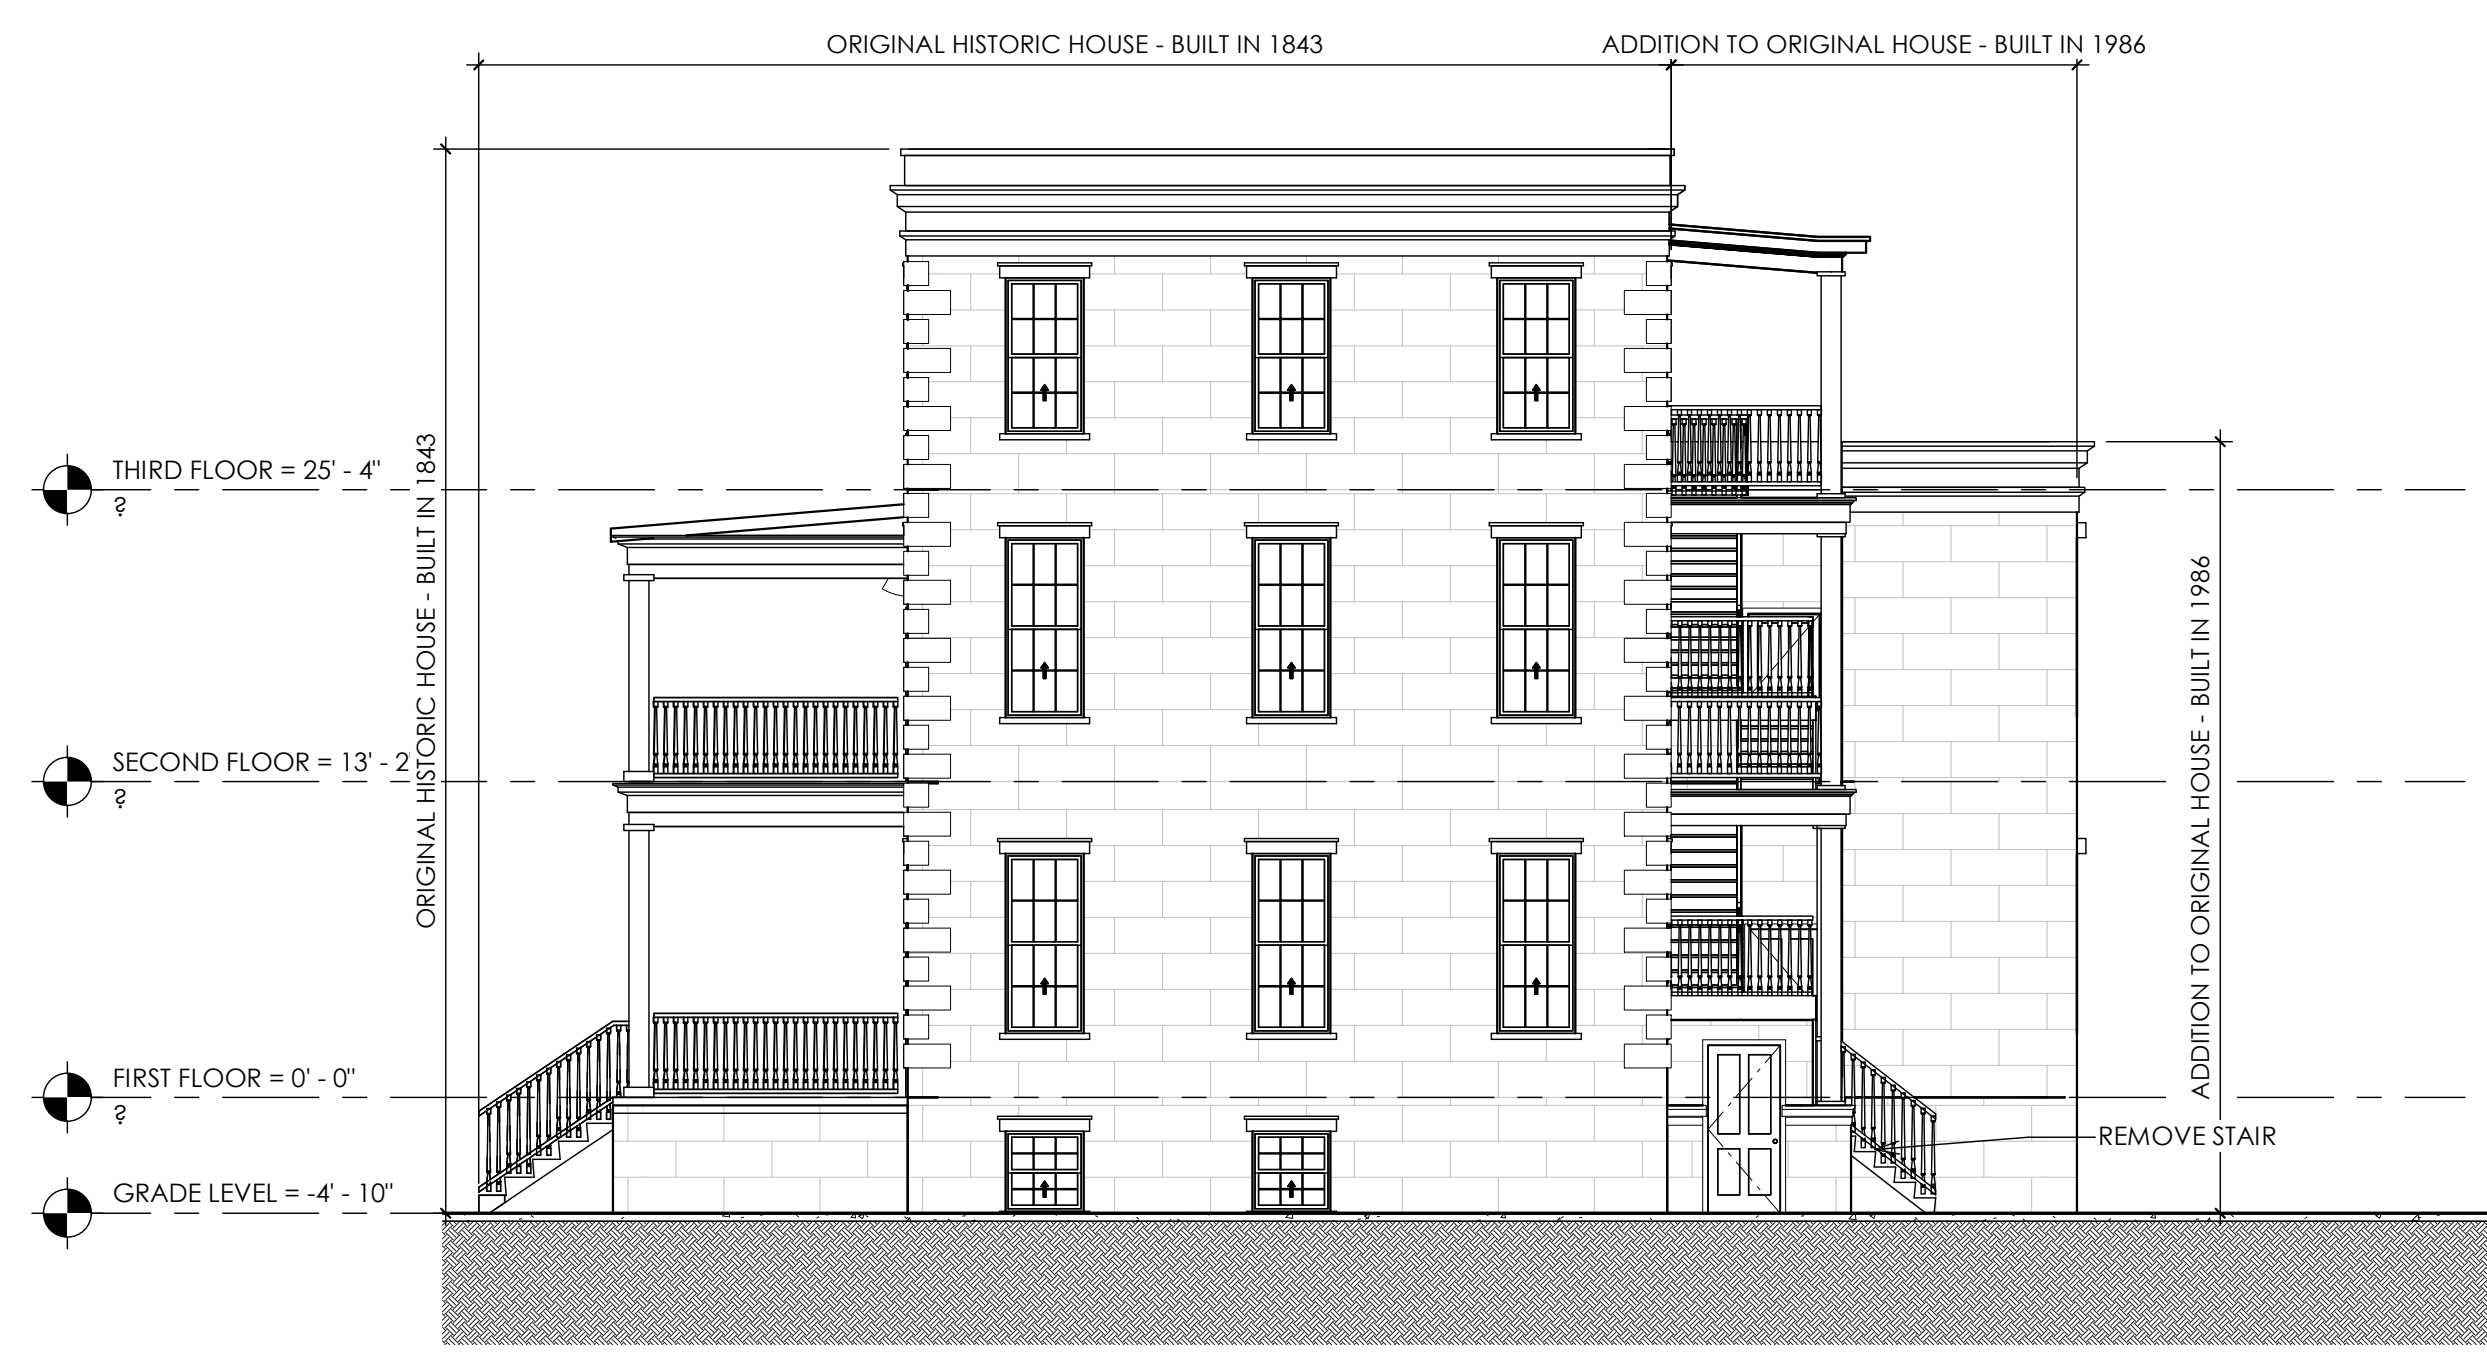 ORIGINAL HISTORIC HOUSE - BUILT IN 1843
ADDITION TO ORIGINAL HOUSE - BUILT IN 1986
ORIGINAL HISTORIC HOUSE - BUILT IN 1843
THIRD FLOOR = 25' - 4"
?
SECOND FLOOR = 13' - 2
?
ADDITION TO ORIGINAL HOUSE - BUILT IN 1986
FIRST FLOOR = 0' - 0"
?
REMOVE STAIR
GRADE LEVEL = -4' - 10"